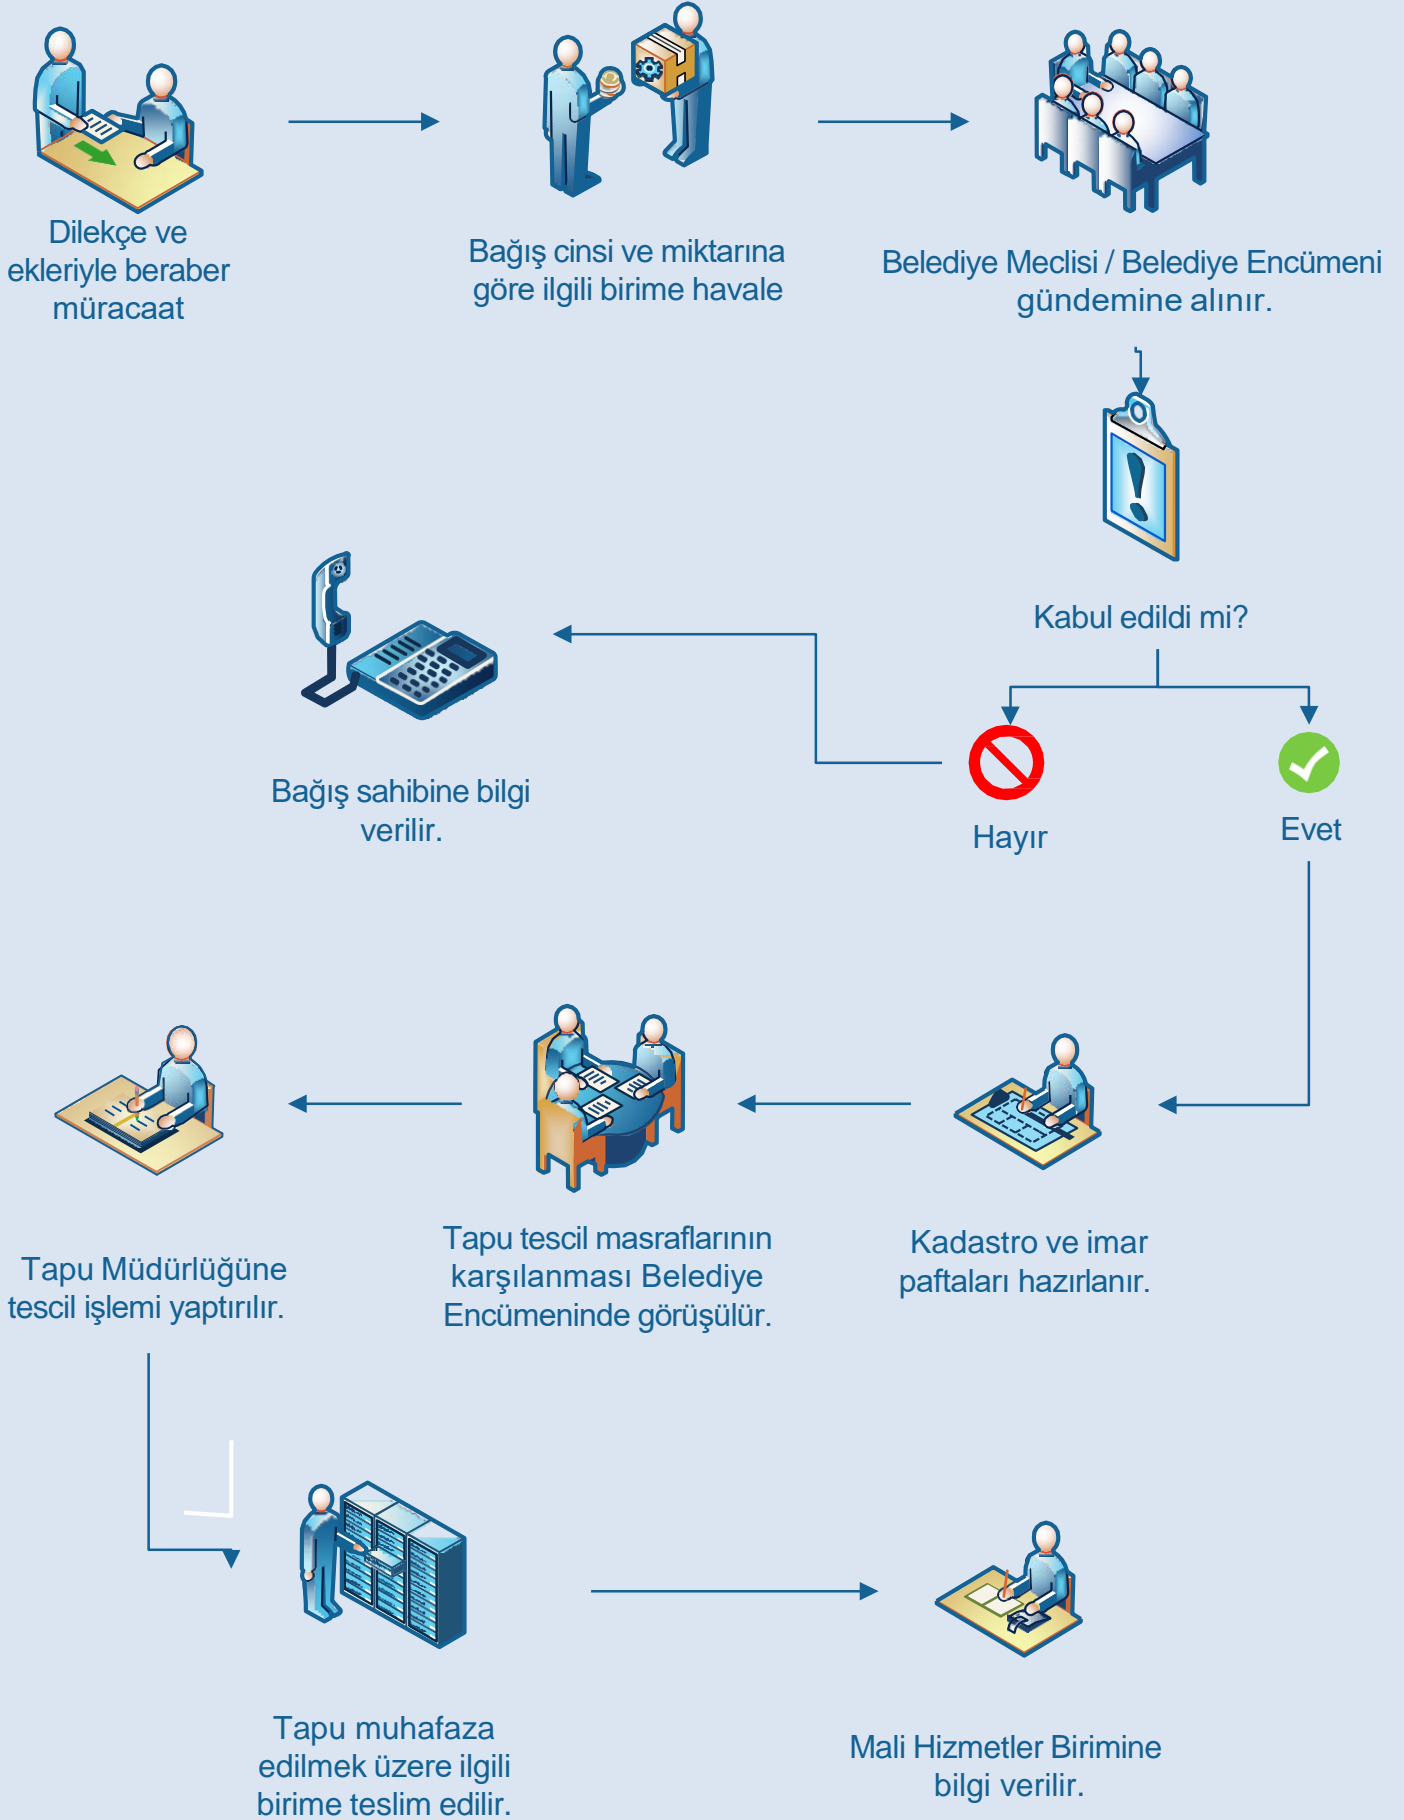 Dilekçe ve
ekleriyle beraber
müracaat
Bağış cinsi ve miktarına
göre ilgili birime havale
Belediye Meclisi / Belediye Encümeni
gündemine alınır.
Kabul edildi mi?
Hayır
Evet
Bağış sahibine bilgi
verilir.
Kadastro ve imar
paftaları hazırlanır.
Tapu tescil masraflarının
karşılanması Belediye
Encümeninde görüşülür.
Tapu Müdürlüğüne
tescil işlemi yaptırılır.
Tapu muhafaza
edilmek üzere ilgili
birime teslim edilir.
Mali Hizmetler Birimine
bilgi verilir.